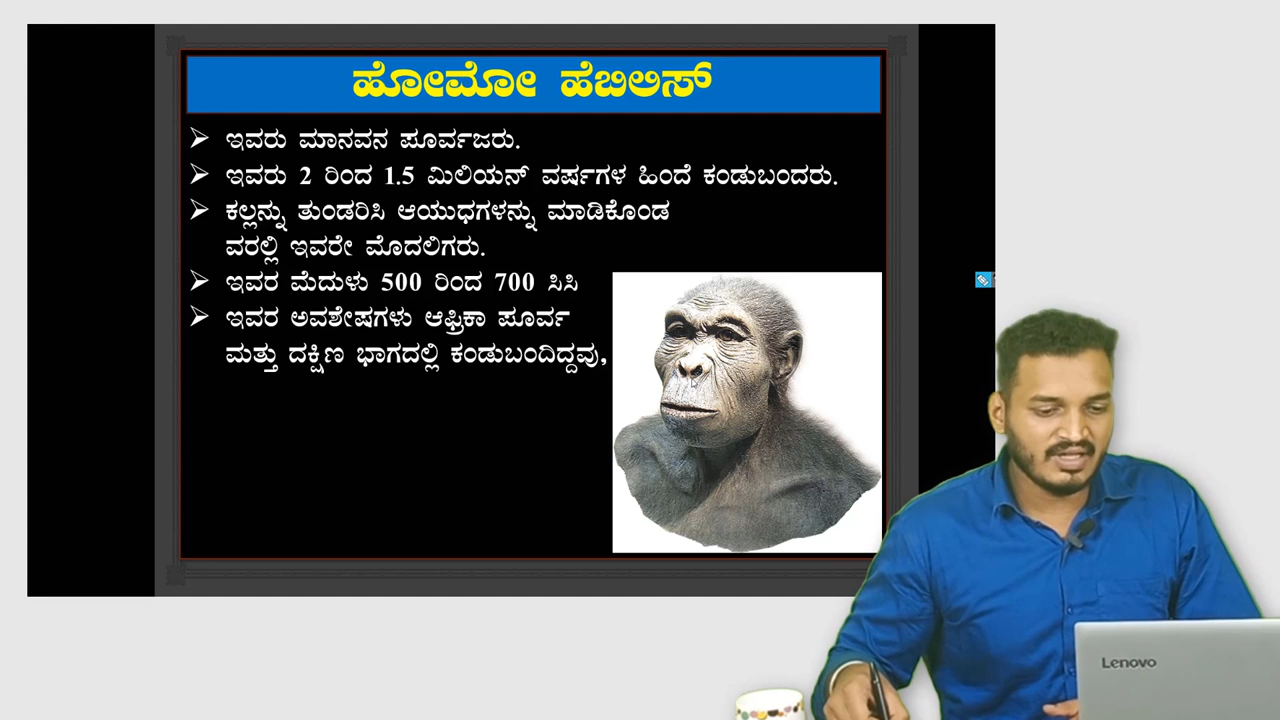 ಹೋಮೋ ಹೆಬಿಲಿಸ್
➢ ಇವರು ಮಾನವನ ಪೂರ್ವಜರು.
➢ ಇವರು 2 ರಿಂದ 1.5 ಮಿಲಿಯನ್ ವರ್ಷಗಳ ಹಿಂದೆ ಕಂಡುಬಂದರು.
➢ ಕಲ್ಲನ್ನು ತುಂಡರಿಸಿ ಆಯುಧಗಳನ್ನು ಮಾಡಿಕೊಂಡ
ವರಲ್ಲಿ ಇವರೇ ಮೊದಲಿಗರು.
➢ ಇವರ ಮೆದುಳು 500 ರಿಂದ 700 ಸಿಸಿ
➢ ಇವರ ಅವಶೇಷಗಳು ಆಫ್ರಿಕಾ ಪೂರ್ವ
ಮತ್ತು ದಕ್ಷಿಣ ಭಾಗದಲ್ಲಿ ಕಂಡುಬಂದಿದ್ದವು,
Lenovo